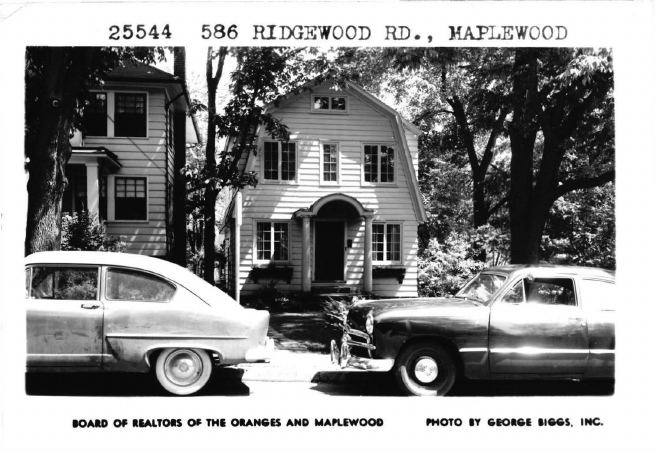 25544 586 RIDGEWOOD RD., MAPLEWOOD
BOARD OF REALTORS OF THE ORANGES AND MAPLEWOOD PHOTO BY GEORGE BIGGS, INC.